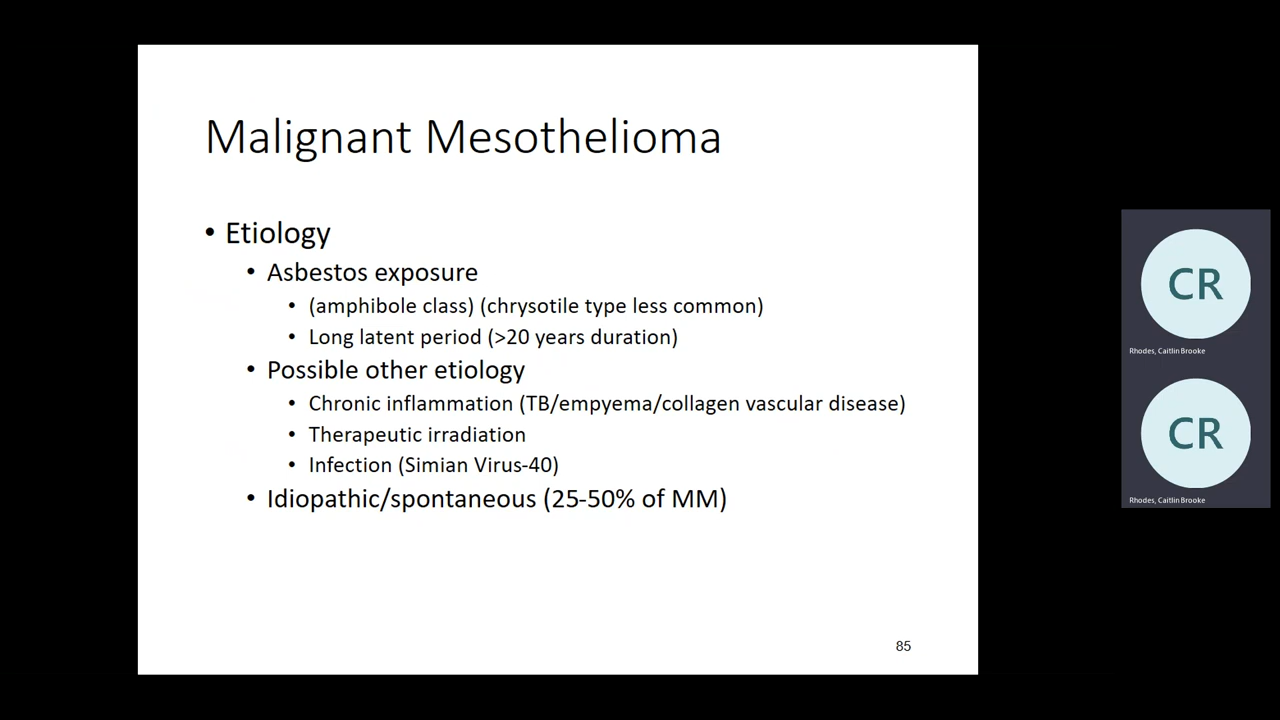 Malignant Mesothelioma
• Etiology
• Asbestos exposure
• (amphibole class) (chrysotile type less common)
• Long latent period (>20 years duration)
• Possible other etiology
• Chronic inflammation (TB/empyema/collagen vascular disease)
• Therapeutic irradiation
• Infection (Simian Virus-40)
• Idiopathic/spontaneous (25-50% of MM)
85
CR
Rhodes, Caitlin Brooke
CR
Rhodes, Caitlin Brooke